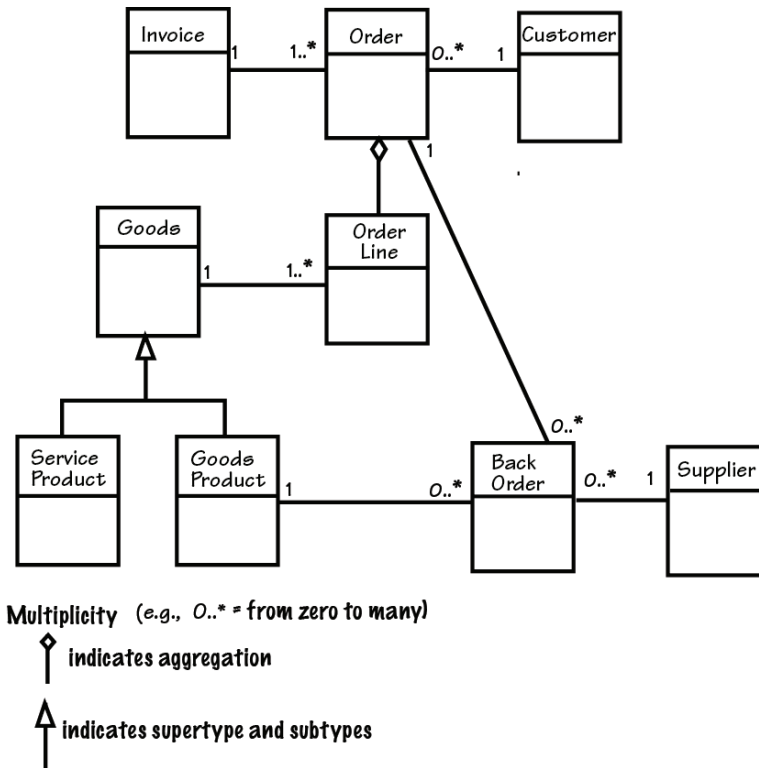 Invoice
Order
Customer
1
1..*
0..*
1
1
Goods
Order
Line
1
1..*
0..*
Service
Product
Goods
Product
Back
Order
Supplier
1
0..*
0..*
1
Multiplicity (e.g., 0..* = from zero to many)
indicates aggregation
indicates supertype and subtypes